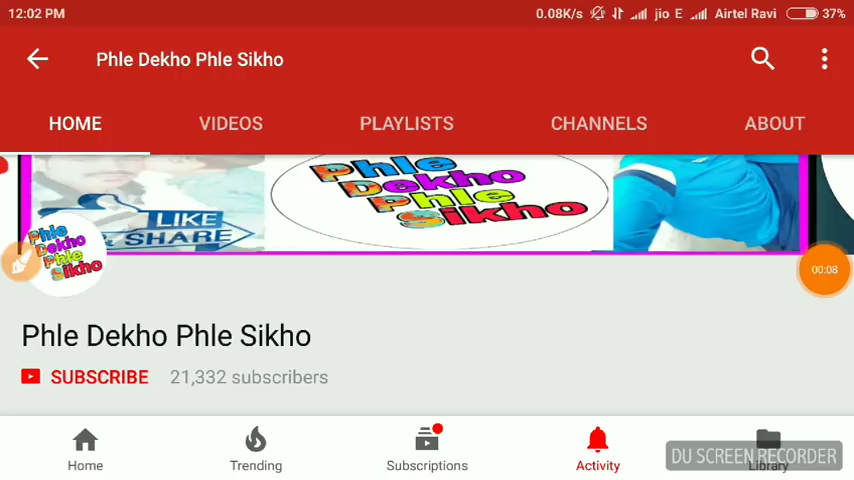 12:02 PM 0.08K/s jio E Airtel Ravi 37%
Phle Dekho Phle Sikho
HOME VIDEOS PLAYLISTS CHANNELS ABOUT
LIKE
& SHARE
Phle
Dekho
Phle
Sikho
Phle
Dekho
Phle
Sikho
00:08
Phle Dekho Phle Sikho
SUBSCRIBE 21,332 subscribers
Home Trending Subscriptions Activity Library
DU SCREEN RECORDER